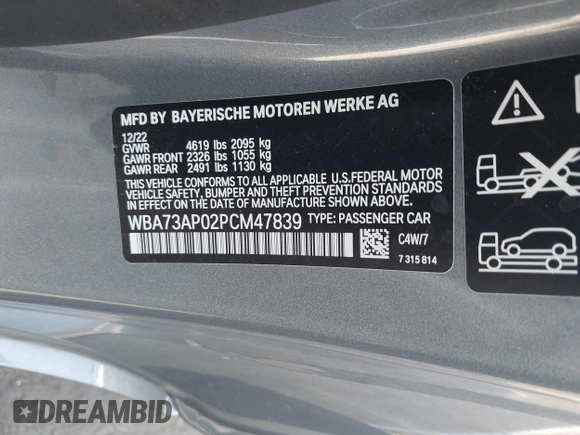 MFD BY BAYERISCHE MOTOREN WERKE AG
12/22
GVWR 4619 lbs 2095 kg
GAWR FRONT 2326 lbs 1055 kg
GAWR REAR 2491 lbs 1130 kg
THIS VEHICLE CONFORMS TO ALL APPLICABLE U.S.FEDERAL MOTOR
VEHICLE SAFETY, BUMPER AND THEFT PREVENTION STANDARDS
IN EFFECT ON THE DATE OF MANUFACTURE SHOWN ABOVE.
WBA73AP02PCM47839 TYPE: PASSENGER CAR
C4W/7
7 315 814
DREAMBID